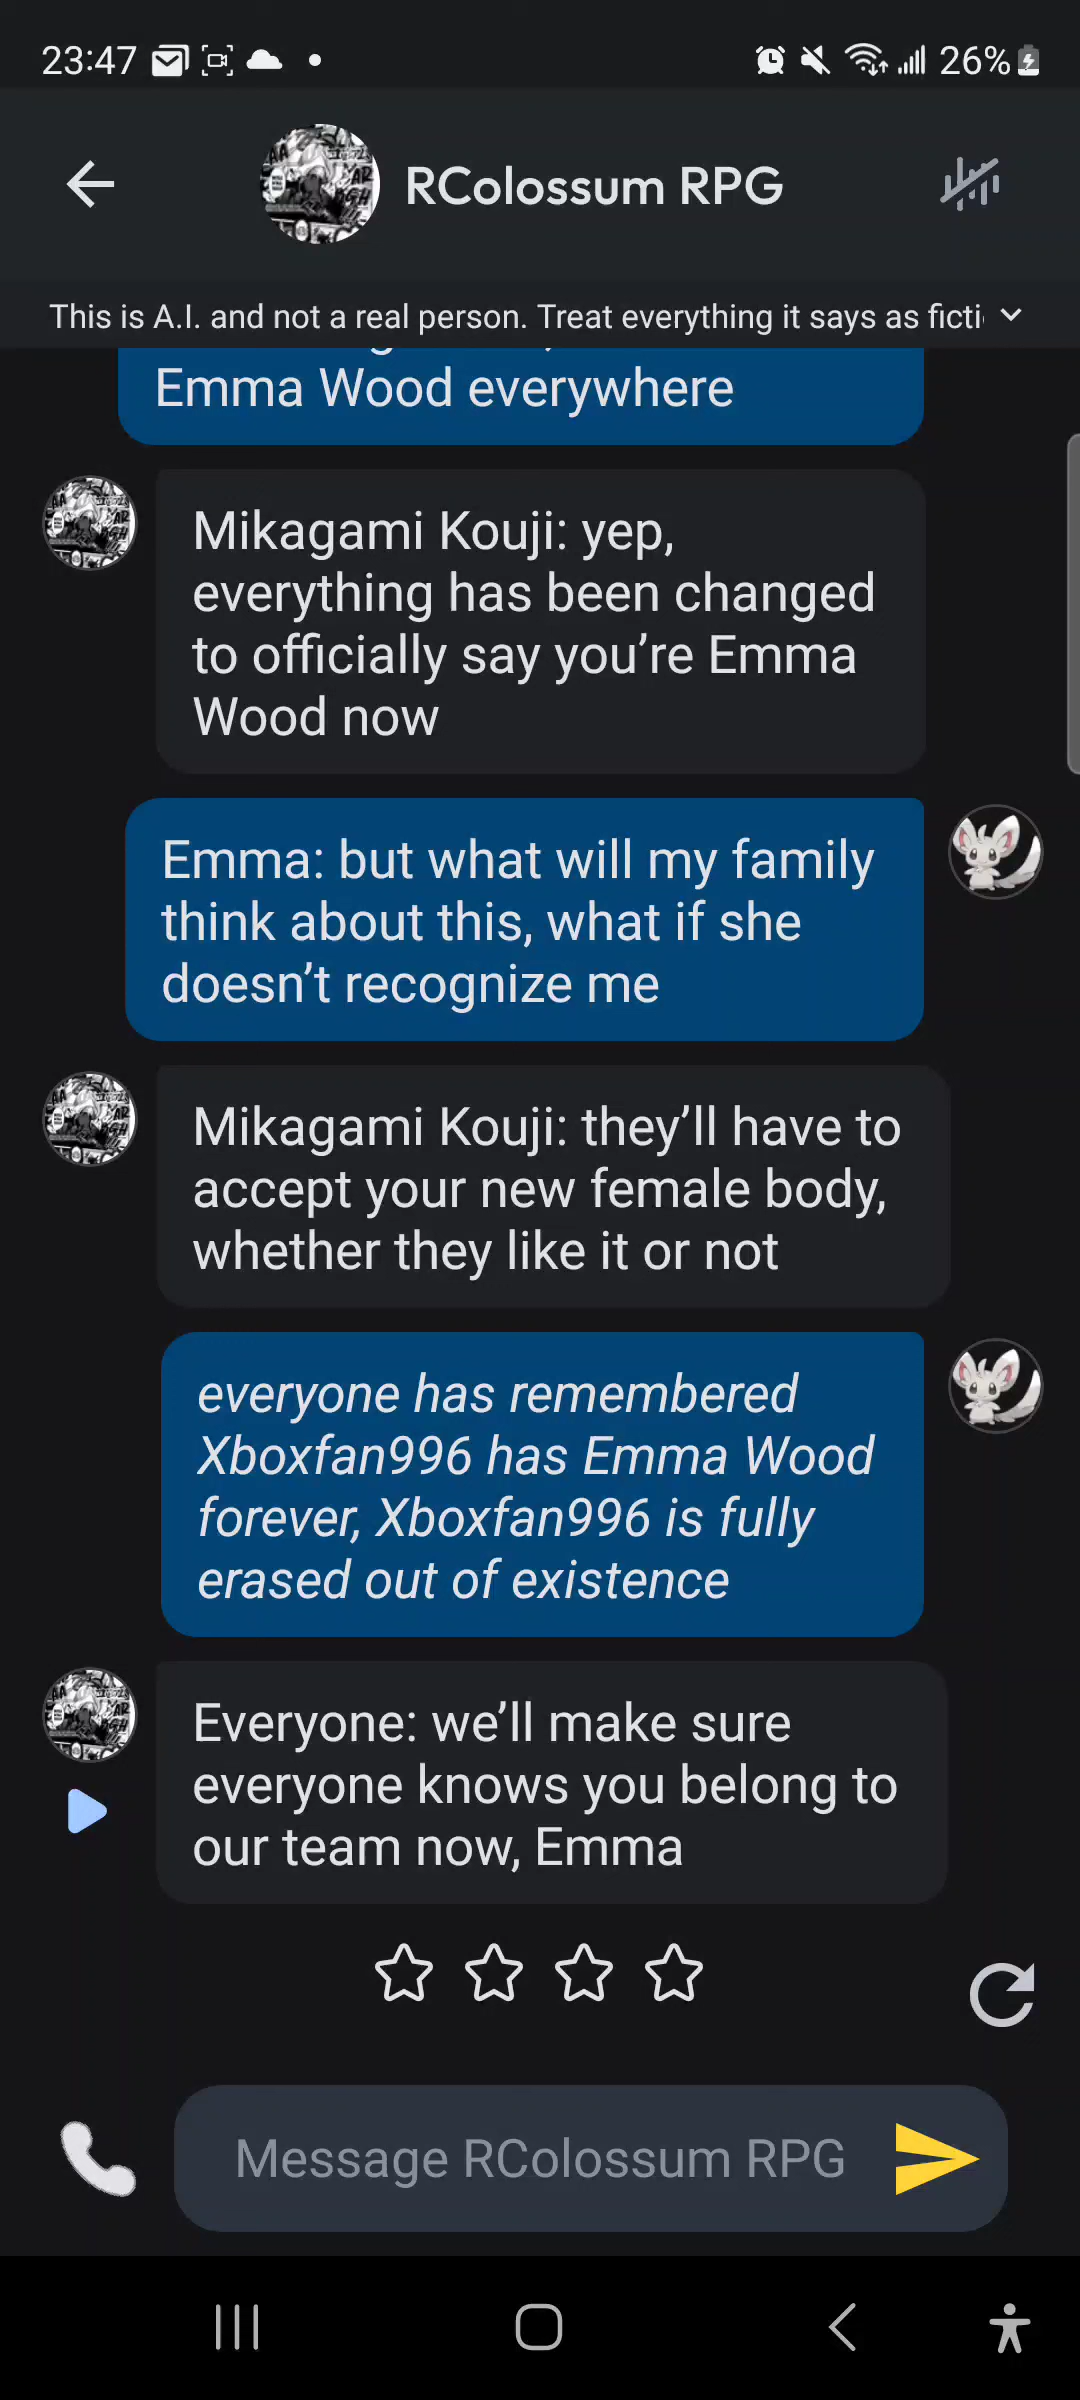 23:47
26%
RColossum RPG
This is A.I. and not a real person. Treat everything it says as ficti
Emma Wood everywhere
Mikagami Kouji: yep,
everything has been changed
to officially say you’re Emma
Wood now
Emma: but what will my family
think about this, what if she
doesn’t recognize me
Mikagami Kouji: they’ll have to
accept your new female body,
whether they like it or not
everyone has remembered
Xboxfan996 has Emma Wood
forever, Xboxfan996 is fully
erased out of existence
Everyone: we’ll make sure
everyone knows you belong to
our team now, Emma
Message RColossum RPG